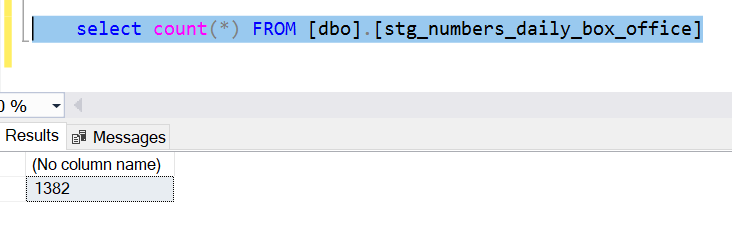 select count(*) FROM [dbo].[stg_numbers_daily_box_office]
0 %
Results Messages
(No column name)
1382